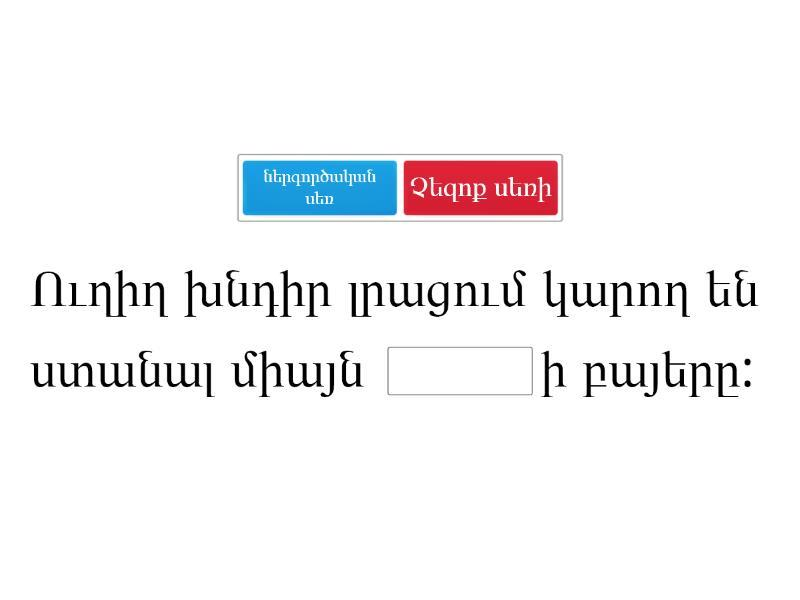 ներգործական
սեռ
Չեզոք սեռի
Ուղիղ խնդիր լրացում կարող են
ստանալ միայն ի բայերը: